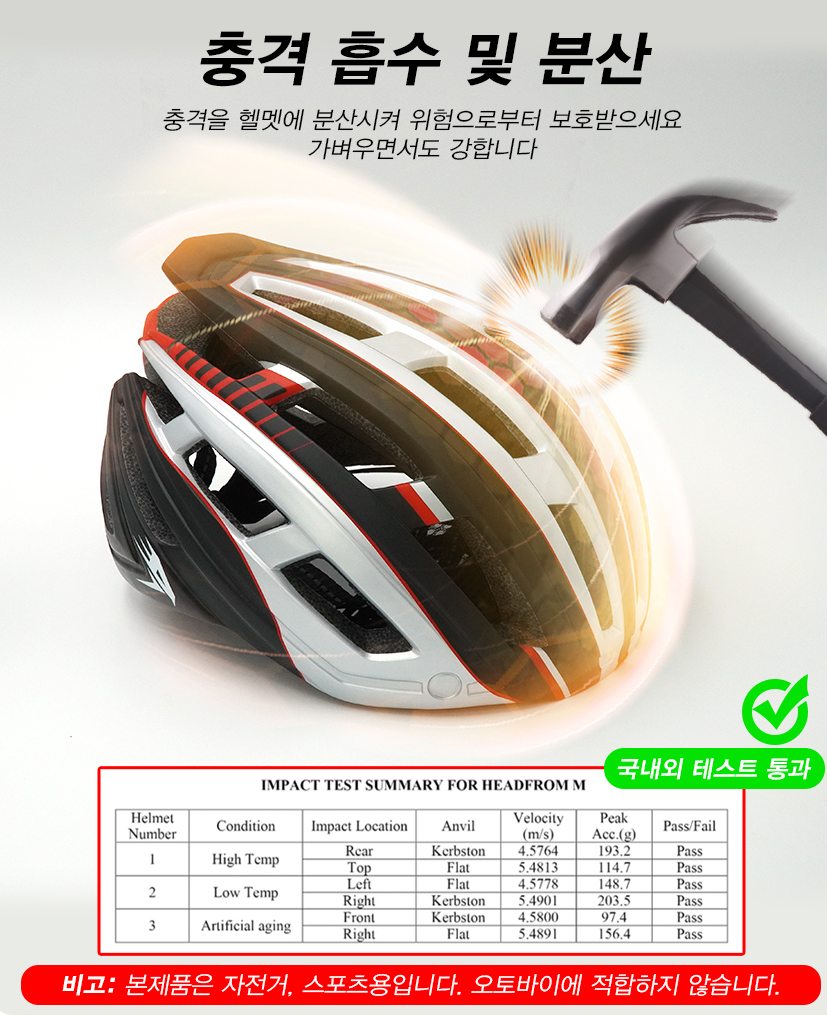 충격 흡수 및 분산
충격을 헬멧에 분산시켜 위험으로부터 보호받으세요
가벼우면서도 강합니다
국내외 테스트 통과
IMPACT TEST SUMMARY FOR HEADFROM M
Helmet Number Condition Impact Location Anvil Velocity (m/s) Peak Acc.(g) Pass/Fail
1 High Temp Rear Kerbston 4.5764 193.2 Pass
Top Flat 5.4813 114.7 Pass
2 Low Temp Left Flat 4.5778 148.7 Pass
Right Kerbston 5.4901 203.5 Pass
3 Artificial aging Front Kerbston 4.5800 97.4 Pass
Right Flat 5.4891 156.4 Pass
비고: 본제품은 자전거, 스포츠용입니다. 오토바이에 적합하지 않습니다.